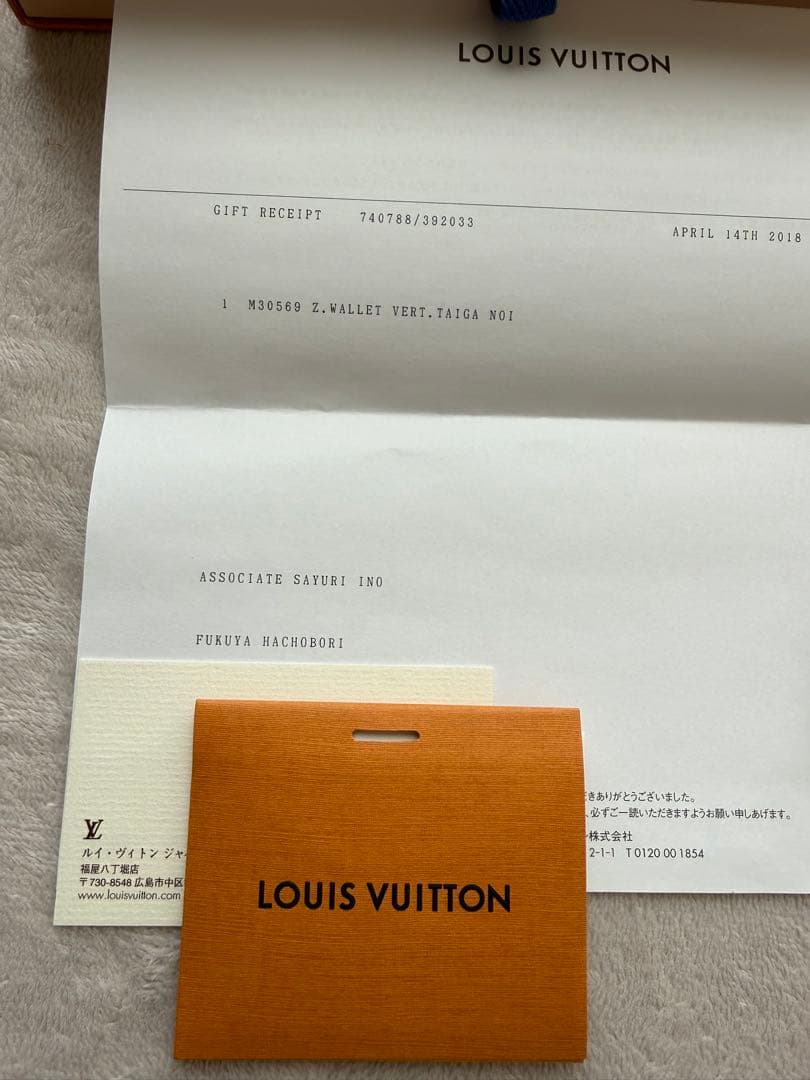 LOUIS VUITTON
GIFT RECEIPT 740788/392033
APRIL 14TH 2018
1 M30569 Z.WALLET VERT.TAIGA NOI
ASSOCIATE SAYURI INO
FUKUYA HACHOBORI
きありがとうございました。
、必ずご一読いただきますようお願い申しあげます。
株式会社
2-1-1 T 0120 00 1854
LV
ルイ・ヴィトン ジャ
福屋八丁堀店
〒730-8548 広島市中区
www.louisvuitton.com
LOUIS VUITTON